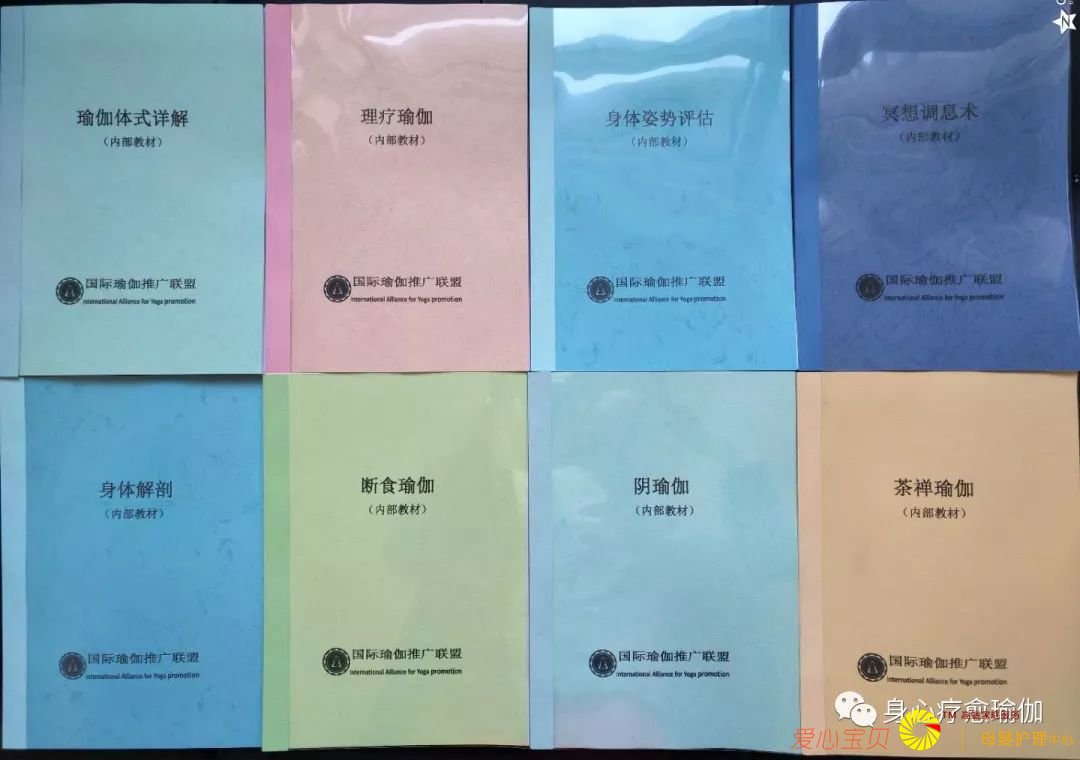 瑜伽体式详解
（内部教材）
国际瑜伽推广联盟
International Alliance for Yoga promotion
理疗瑜伽
（内部教材）
国际瑜伽推广联盟
International Alliance for Yoga promotion
身体姿势评估
（内部教材）
国际瑜伽推广联盟
International Alliance for Yoga promotion
冥想调息术
（内部教材）
国际瑜伽推广联盟
International Alliance for Yoga promotion
身体解剖
（内部教材）
国际瑜伽推广联盟
International Alliance for Yoga promotion
断食瑜伽
（内部教材）
国际瑜伽推广联盟
International Alliance for Yoga promotion
阴瑜伽
（内部教材）
国际瑜伽推广联盟
International Alliance for Yoga promotion
茶禅瑜伽
（内部教材）
国际瑜伽推广联盟
International Alliance for Yoga promotion
身心疗愈瑜伽
TM
爱心宝贝
母婴护理中心